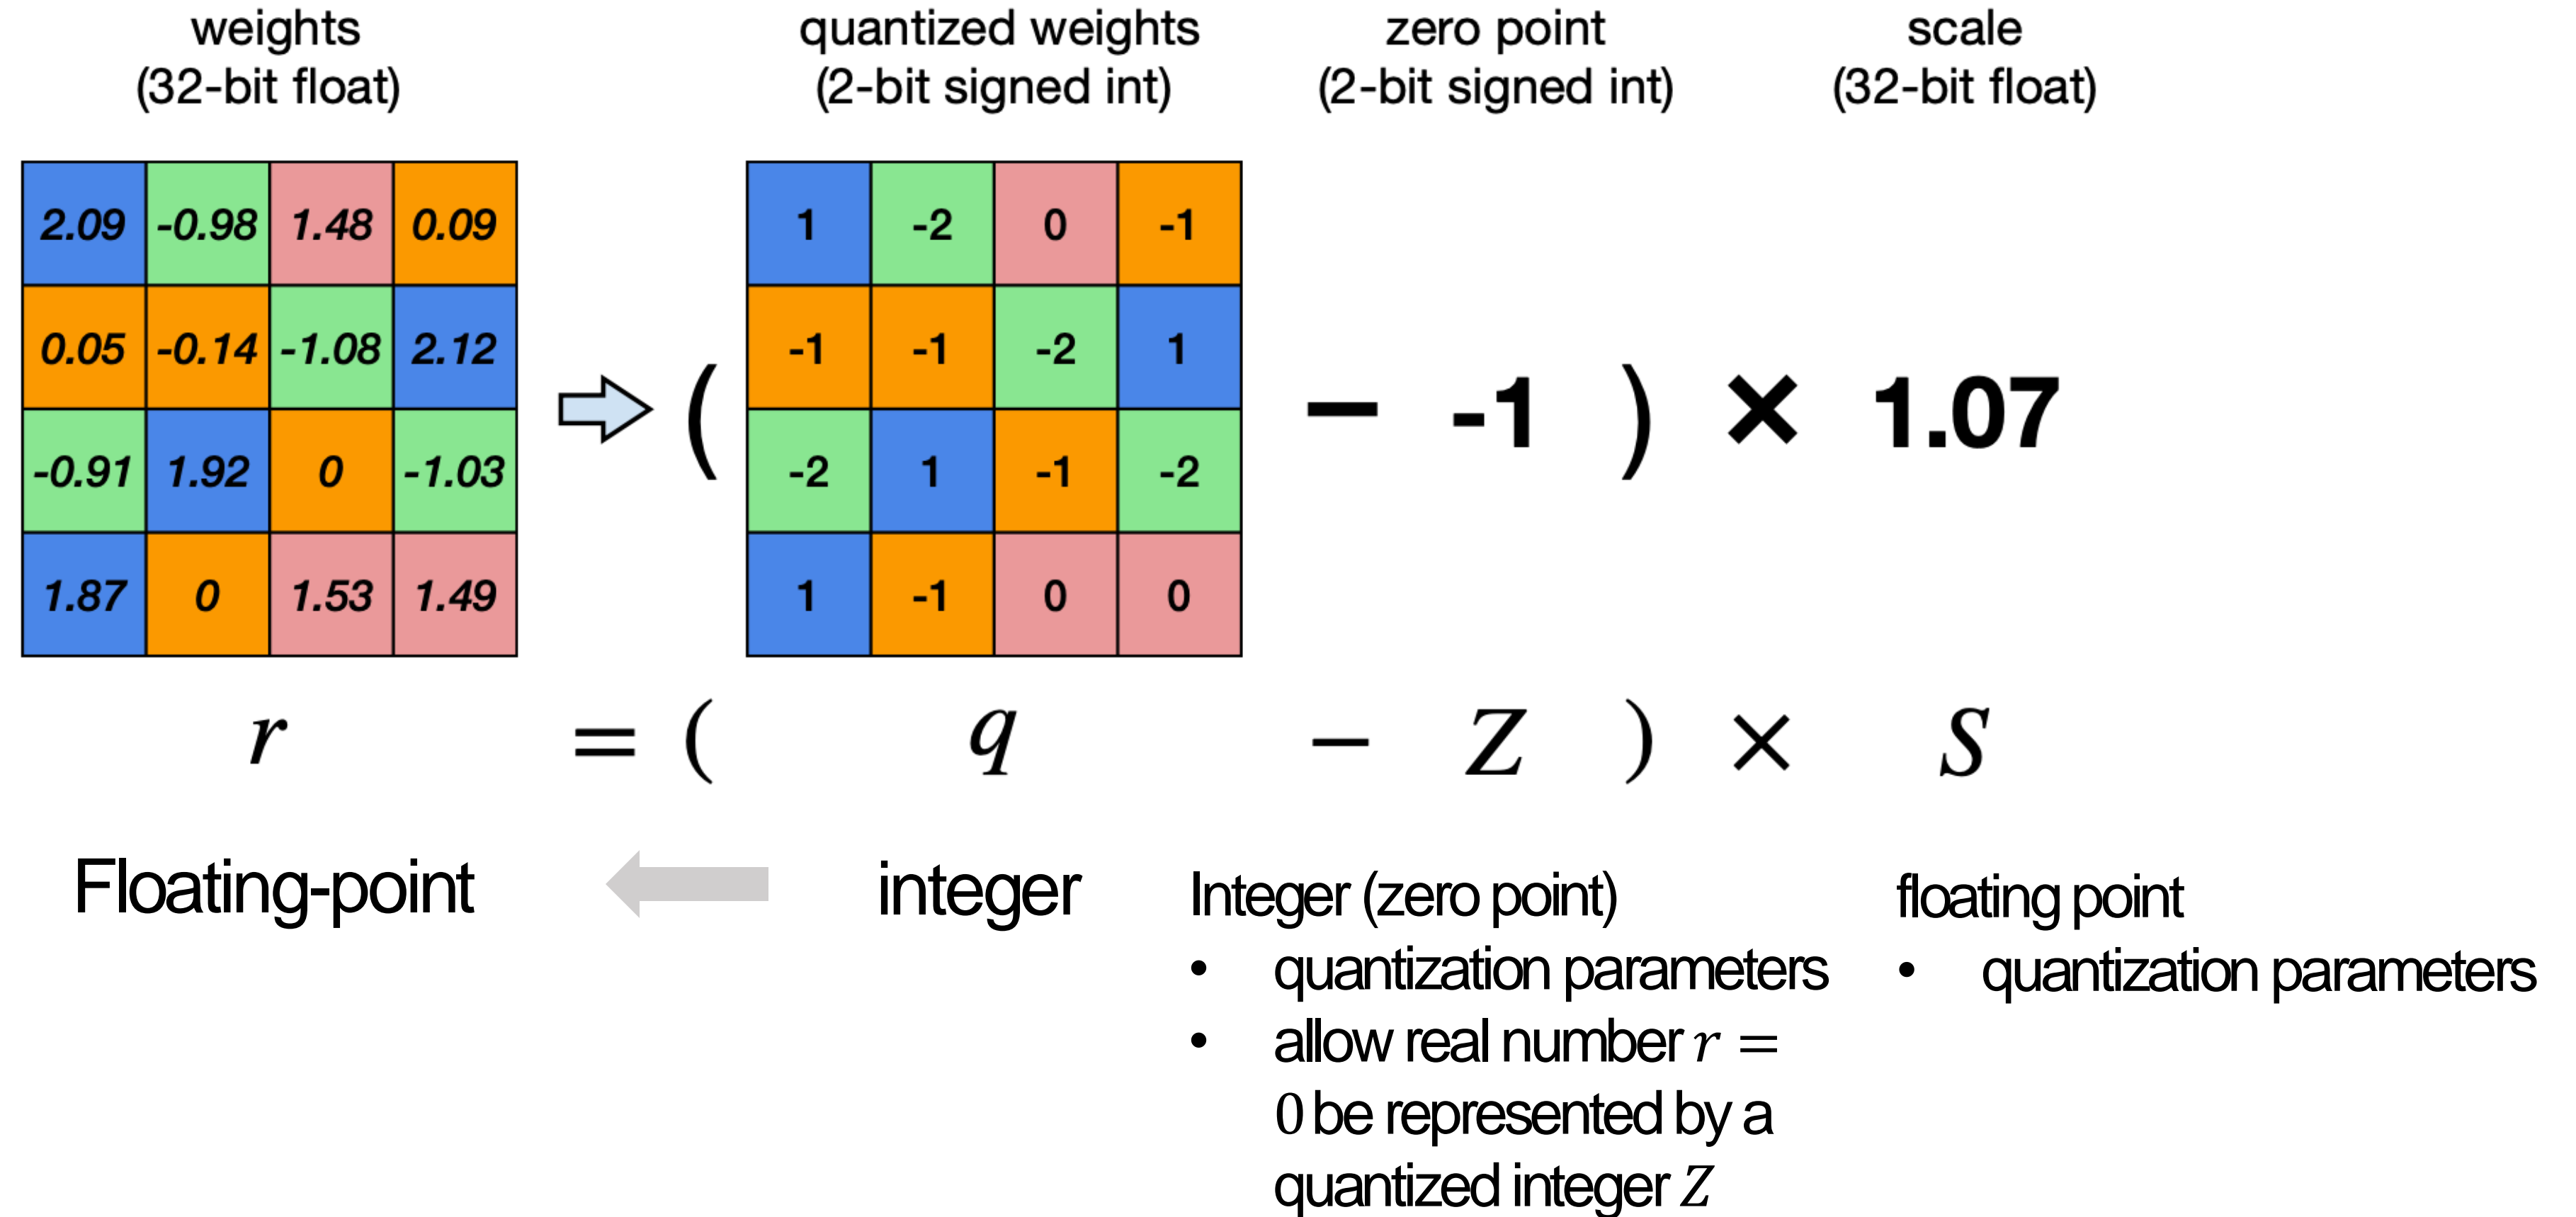 weights quantized weights zero point scale
(32-bit float) (2-bit signed int) (2-bit signed int) (32-bit float)
2.09 -0.98 1.48 0.09 1 -2 0 -1
0.05 -0.14 -1.08 2.12 -1 -1 -2 1
( − -1 ) × 1.07
-0.91 1.92 0 -1.03 -2 1 -1 -2
1.87 0 1.53 1.49 1 -1 0 0
r = ( q − Z ) × S
Floating-point integer Integer (zero point) floating point
• quantization parameters • quantization parameters
• allow real number r =
0 be represented by a
quantized integer Z